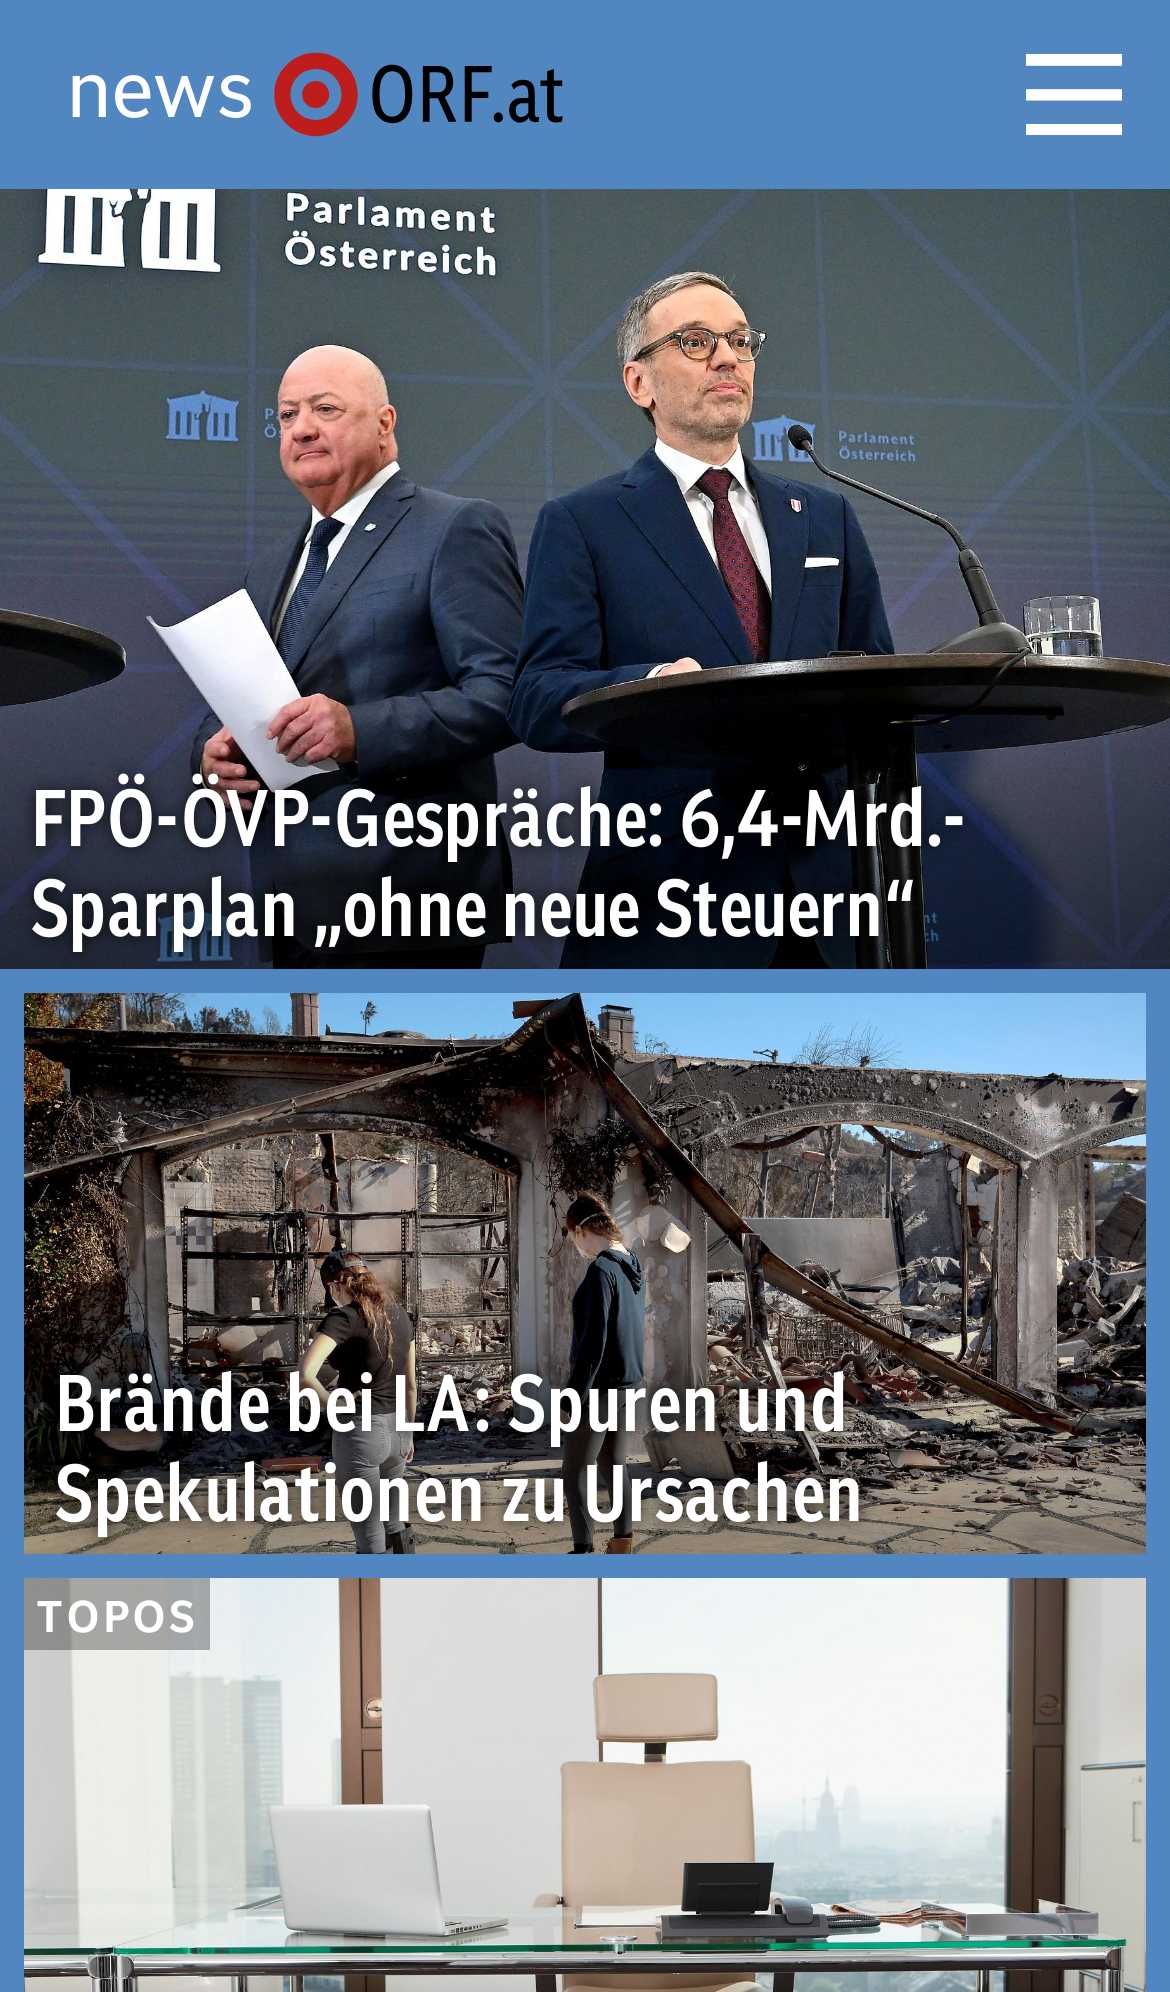 news ORF.at
Parlament
Österreich
Parlament
Österreich
FPÖ-ÖVP-Gespräche: 6,4-Mrd.-
Sparplan „ohne neue Steuern“
Brände bei LA: Spuren und
Spekulationen zu Ursachen
TOPOS